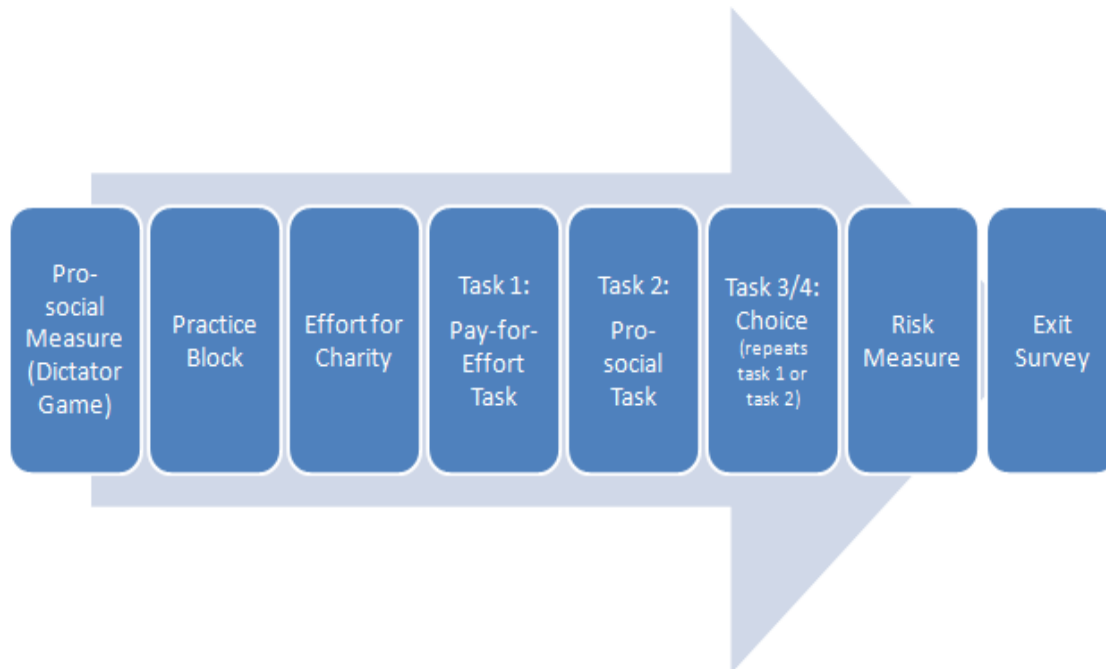 Pro-
social
Measure
(Dictator
Game)
Practice
Block
Effort for
Charity
Task 1:
Pay-for-
Effort
Task
Task 2:
Pro-
social
Task
Task 3/4:
Choice
(repeats
task 1 or
task 2)
Risk
Measure
Exit
Survey